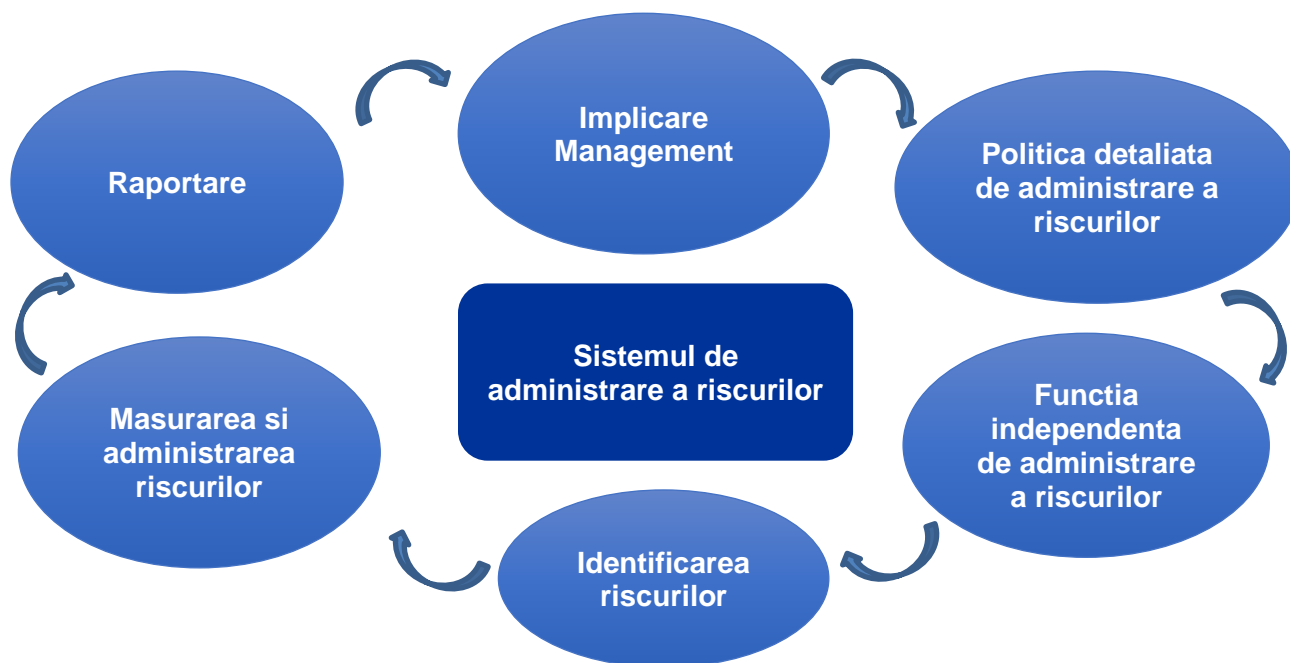 Implicare
Management
Politica detaliata
de administrare a
riscurilor
Functia
independenta
de administrare
a riscurilor
Identificarea
riscurilor
Masurarea si
administrarea
riscurilor
Raportare
Sistemul de
administrare a riscurilor